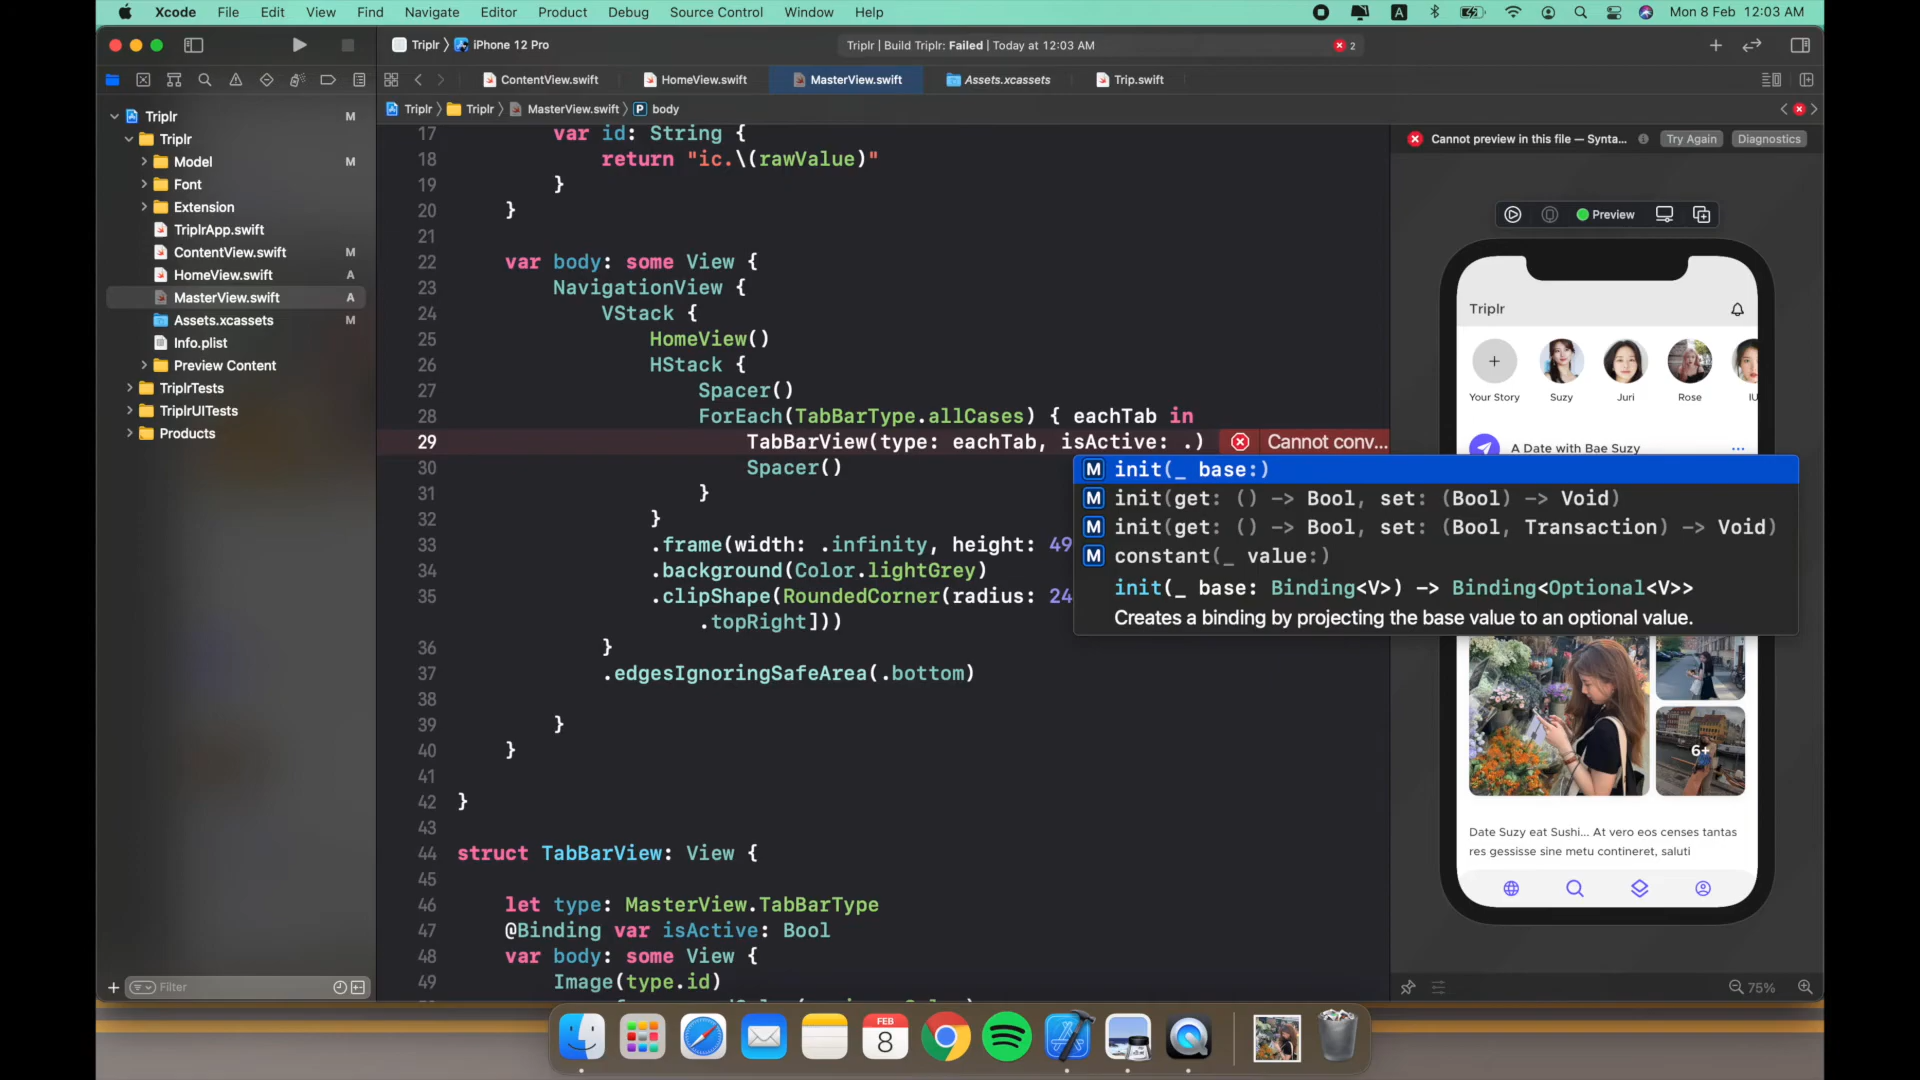 Xcode File Edit View Find Navigate Editor Product Debug Source Control Window Help
A
Mon 8 Feb 12:03 AM
Triplr iPhone 12 Pro
Triplr | Build Triplr: Failed | Today at 12:03 AM
2
ContentView.swift
HomeView.swift
MasterView.swift
Assets.xcassets
Trip.swift
Triplr Triplr MasterView.swift P body
Triplr M
Triplr
Model M
Font
Extension
TriplrApp.swift
ContentView.swift M
HomeView.swift A
MasterView.swift A
Assets.xcassets M
Info.plist
Preview Content
TriplrTests
TriplrUITests
Products
Filter
17 var id: String {
18 return "ic.\(rawValue)"
19 }
20 }
21
22 var body: some View {
23 NavigationView {
24 VStack {
25 HomeView()
26 HStack {
27 Spacer()
28 ForEach(TabBarType.allCases) { eachTab in
29 TabBarView(type: eachTab, isActive: .) Cannot conv...
30 Spacer()
31 }
32 }
33 .frame(width: .infinity, height: 49
34 .background(Color.lightGrey)
35 .clipShape(RoundedCorner(radius: 24
.topRight]))
36 }
37 .edgesIgnoringSafeArea(.bottom)
38
39 }
40 }
41
42 }
43
44 struct TabBarView: View {
45
46 let type: MasterView.TabBarType
47 @Binding var isActive: Bool
48 var body: some View {
49 Image(type.id)
M init(_ base:)
M init(get: () -> Bool, set: (Bool) -> Void)
M init(get: () -> Bool, set: (Bool, Transaction) -> Void)
M constant(_ value:)
init(_ base: Binding<V>) -> Binding<Optional<V>>
Creates a binding by projecting the base value to an optional value.
Cannot preview in this file — Synta...
Try Again
Diagnostics
Preview
Triplr
Your Story
Suzy
Juri
Rose
IU
A Date with Bae Suzy
6+
Date Suzy eat Sushi... At vero eos censes tantas
res gessisse sine metu contineret, saluti
75%
FEB
8